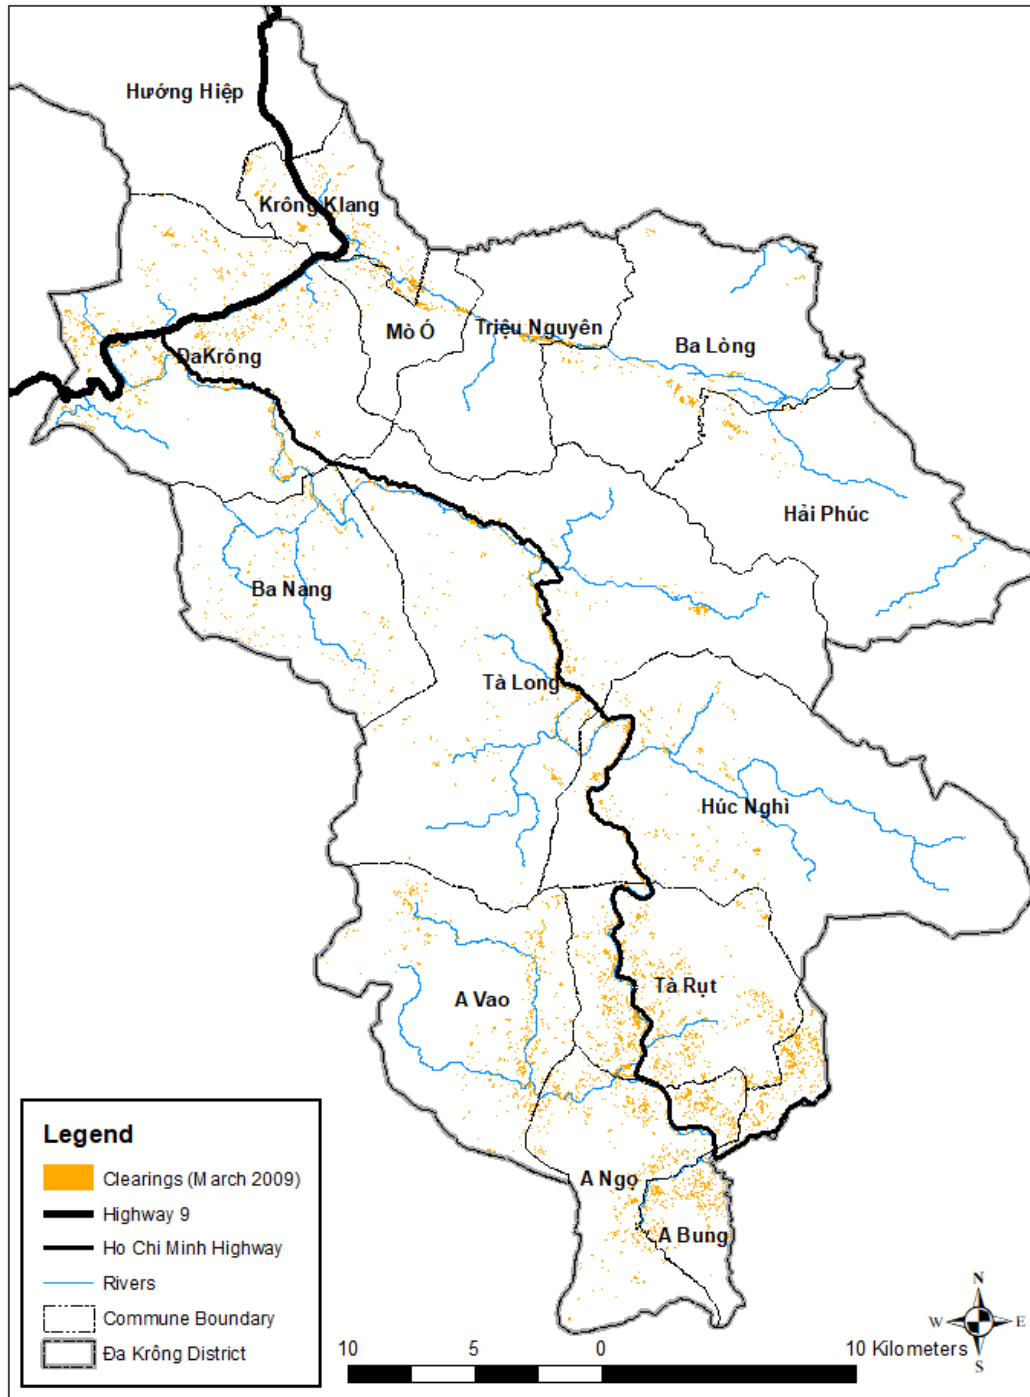 Hướng Hiệp
Krông Klang
Mò Ó
Triệu Nguyên
Ba Lòng
ĐaKrông
Hải Phúc
Ba Nang
Tà Long
Húc Nghì
A Vao
Tà Rụt
A Ngọ
A Bung
Legend
Clearings (March 2009)
Highway 9
Ho Chi Minh Highway
Rivers
Commune Boundary
Đa Krông District
10 5 0 10 Kilometers
N
W E
S